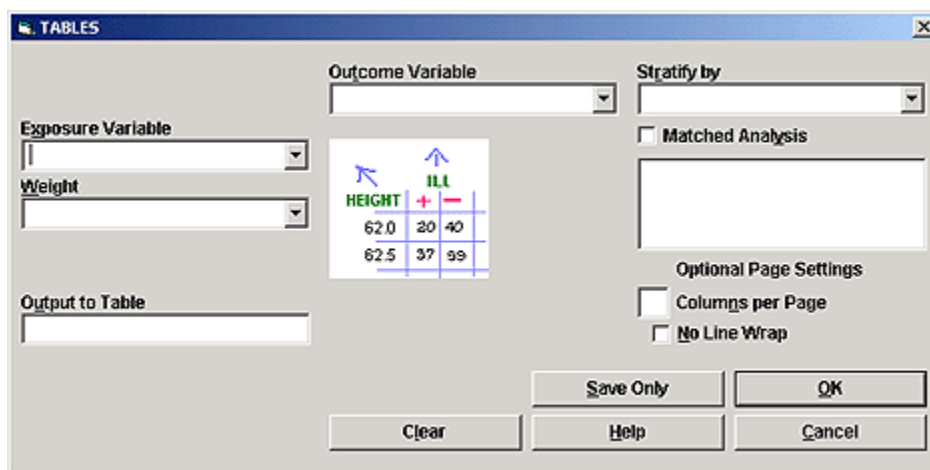 TABLES
Outcome Variable
Stratify by
Exposure Variable
Matched Analysis
Weight
ILL
HEIGHT + −
62.0 20 40
62.5 37 99
Optional Page Settings
Output to Table
Columns per Page
No Line Wrap
Save Only
OK
Clear
Help
Cancel